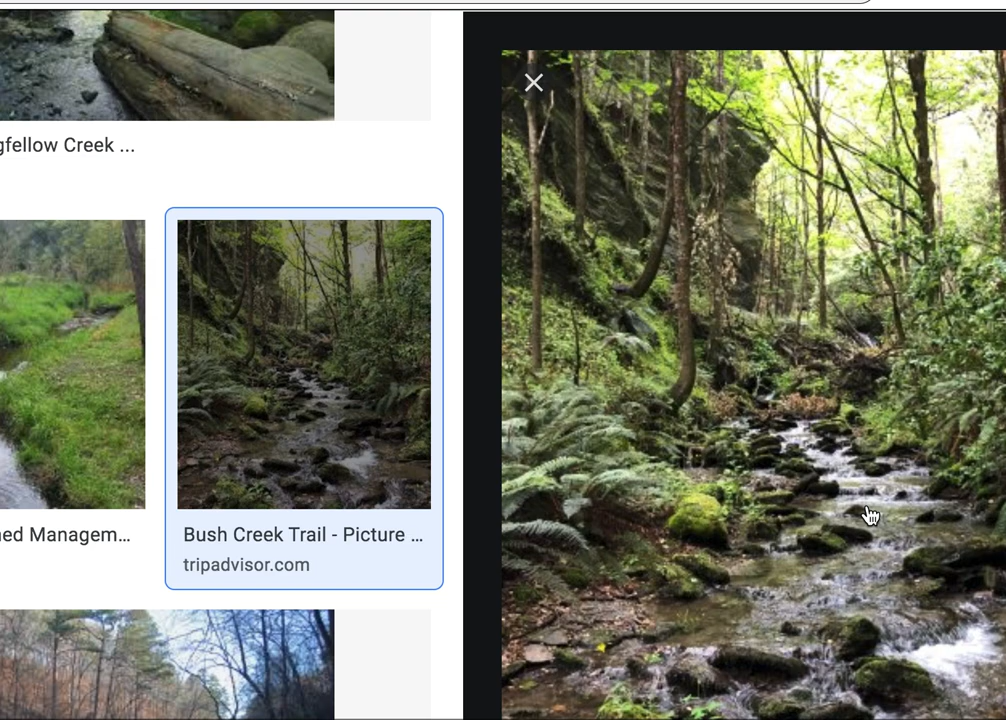 gfellow Creek ...
ned Managem...
Bush Creek Trail - Picture ...
tripadvisor.com